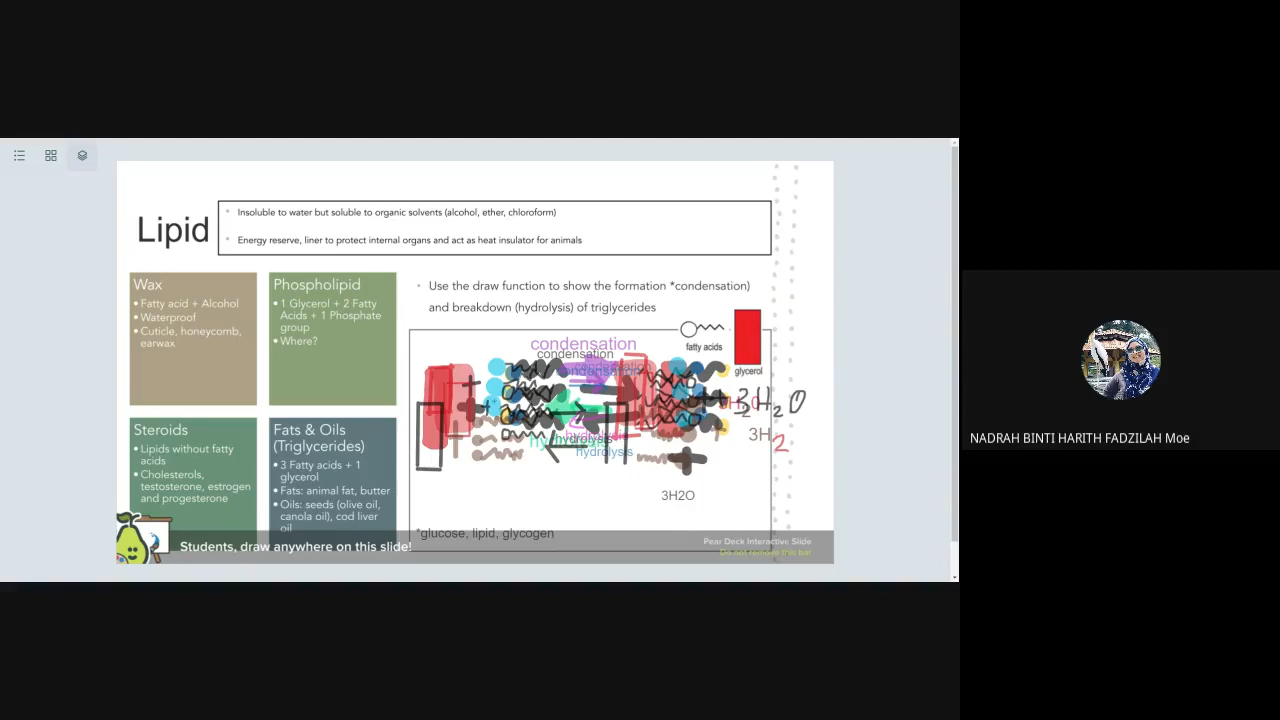 Lipid
Insoluble to water but soluble to organic solvents (alcohol, ether, chloroform)
Energy reserve, liner to protect internal organs and act as heat insulator for animals
Wax
Fatty acid + Alcohol
Waterproof
Cuticle, honeycomb,
earwax
Phospholipid
1 Glycerol + 2 Fatty
Acids + 1 Phosphate
group
Where?
Steroids
Lipids without fatty
acids
Cholesterols,
testosterone, estrogen
and progesterone
Fats & Oils
(Triglycerides)
3 Fatty acids + 1
glycerol
Fats: animal fat, butter
Oils: seeds (olive oil,
canola oil), cod liver
oil
Use the draw function to show the formation *condensation)
and breakdown (hydrolysis) of triglycerides
fatty acids
glycerol
condensation
condensation
hydrolysis
hydrolysis
3H2O
3H2
3H2O
*glucose, lipid, glycogen
Students, draw anywhere on this slide!
Pear Deck Interactive Slide
Do not remove this bar
NADRAH BINTI HARITH FADZILAH Moe